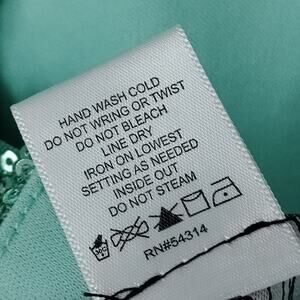 HAND WASH COLD
DO NOT WRING OR TWIST
DO NOT BLEACH
LINE DRY
IRON ON LOWEST
SETTING AS NEEDED
INSIDE OUT
DO NOT STEAM
RN#54314